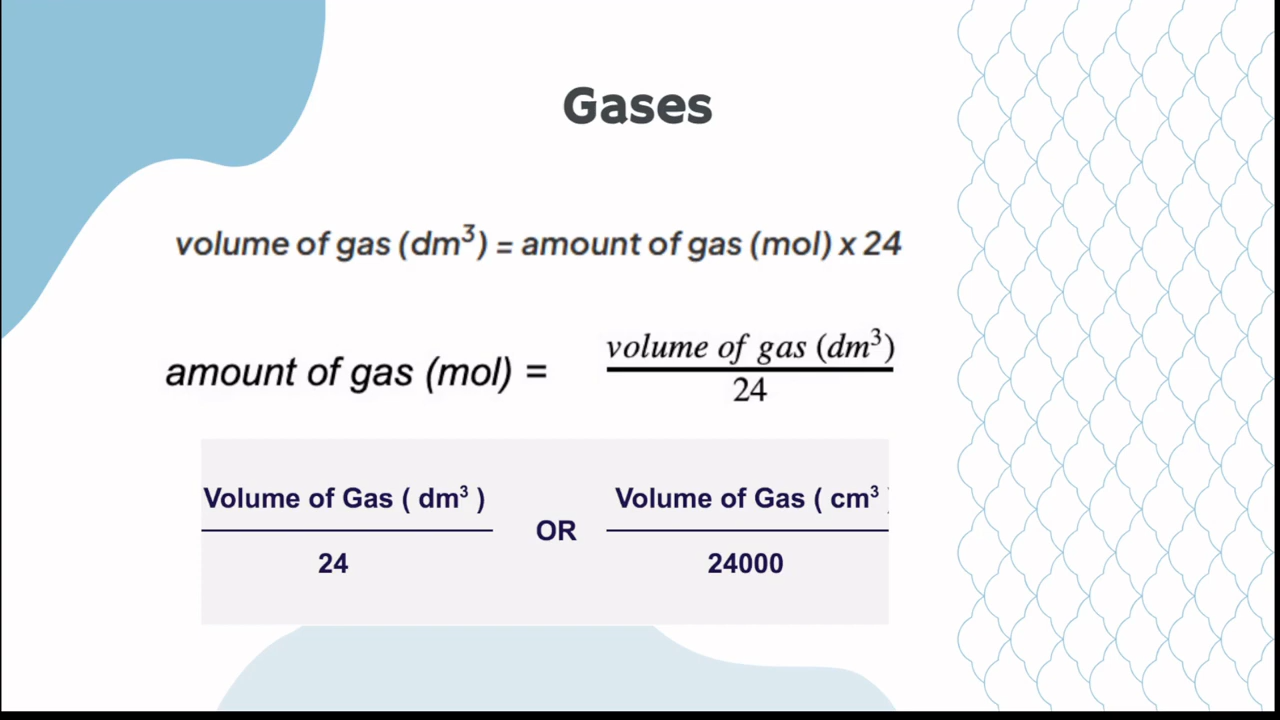 Gases
volume of gas (dm³) = amount of gas (mol) x 24
amount of gas (mol) = volume of gas (dm³)
24
Volume of Gas ( dm³ ) OR Volume of Gas ( cm³
24 24000